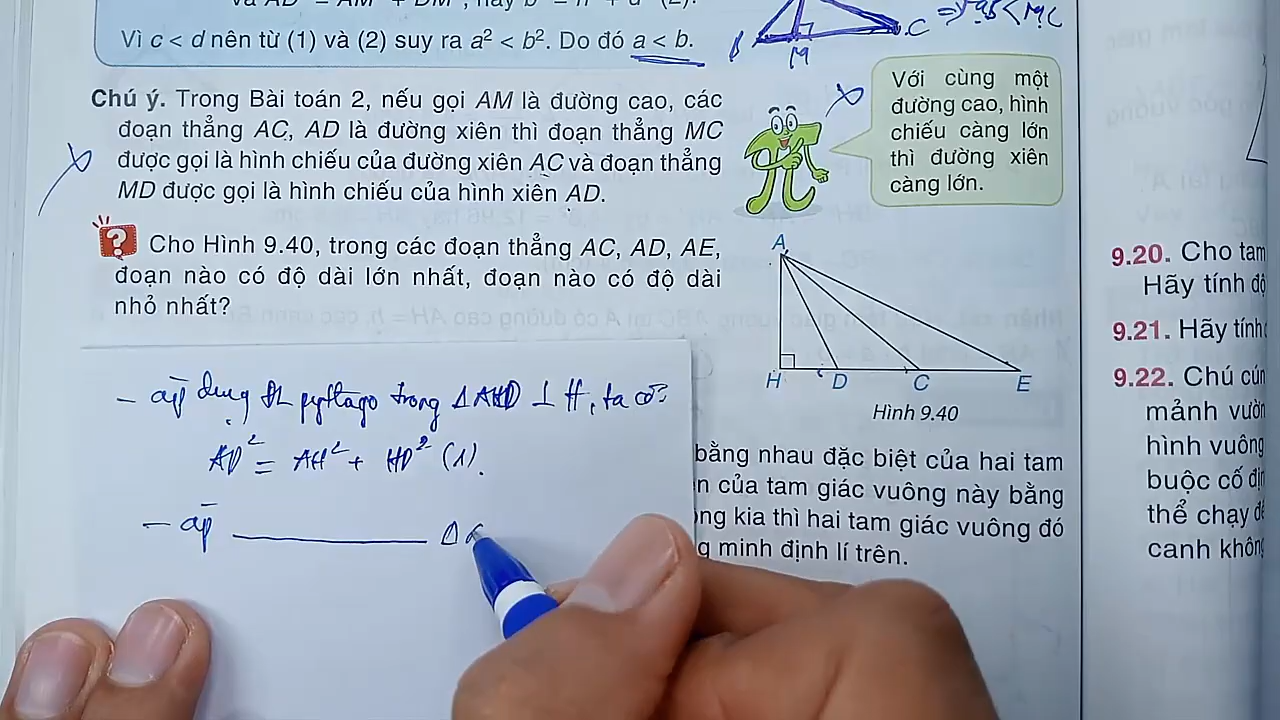 Vì c < d nên từ (1) và (2) suy ra a² < b². Do đó a < b.
B
M
C
Chú ý. Trong Bài toán 2, nếu gọi AM là đường cao, các
đoạn thẳng AC, AD là đường xiên thì đoạn thẳng MC
được gọi là hình chiếu của đường xiên AC và đoạn thẳng
MD được gọi là hình chiếu của hình xiên AD.
Với cùng một
đường cao, hình
chiếu càng lớn
thì đường xiên
càng lớn.
? Cho Hình 9.40, trong các đoạn thẳng AC, AD, AE,
đoạn nào có độ dài lớn nhất, đoạn nào có độ dài
nhỏ nhất?
A
H D C E
Hình 9.40
- áp dụng ĐL pythago trong ΔAHD ⊥ H, ta có:
AD² = AH² + HD² (1).
- áp Δ
bằng nhau đặc biệt của hai tam
của tam giác vuông này bằng
kia thì hai tam giác vuông đó
minh định lí trên.
9.20. Cho tam
Hãy tính độ
9.21. Hãy tính
9.22. Chú cún
mảnh vườn
hình vuông
buộc cố địn
thể chạy để
canh không